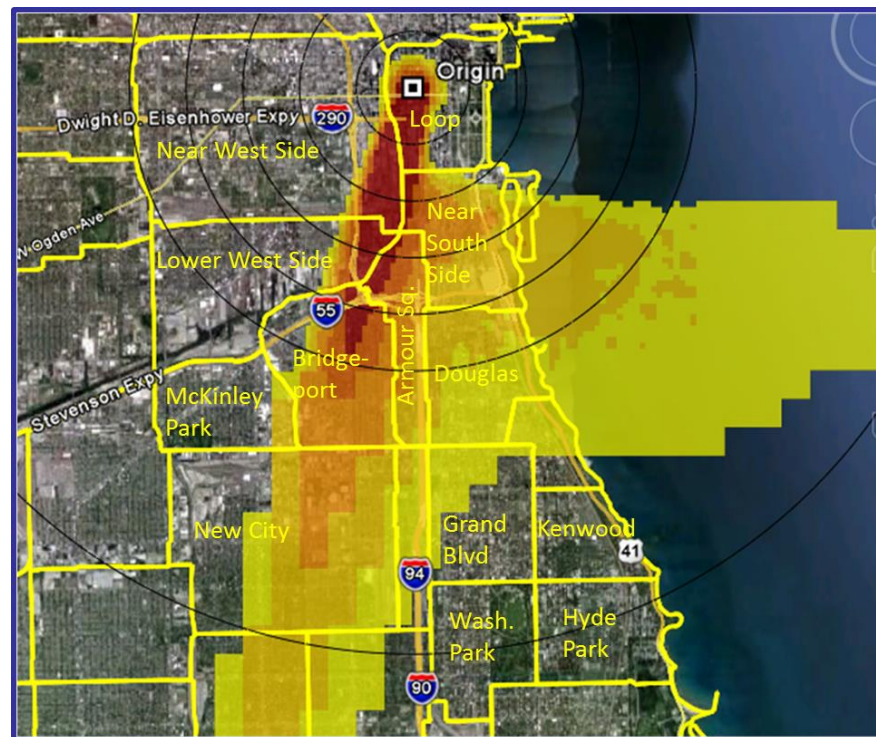 Origin
Loop
Dwight D. Eisenhower Expy
290
Near West Side
W Ogden Ave
Near
South
Side
Lower West Side
55
Armour Sq.
Bridge-
port
Douglas
McKinley
Park
Stevenson Expy
New City
Grand
Blvd
Kenwood
41
94
Wash.
Park
Hyde
Park
90